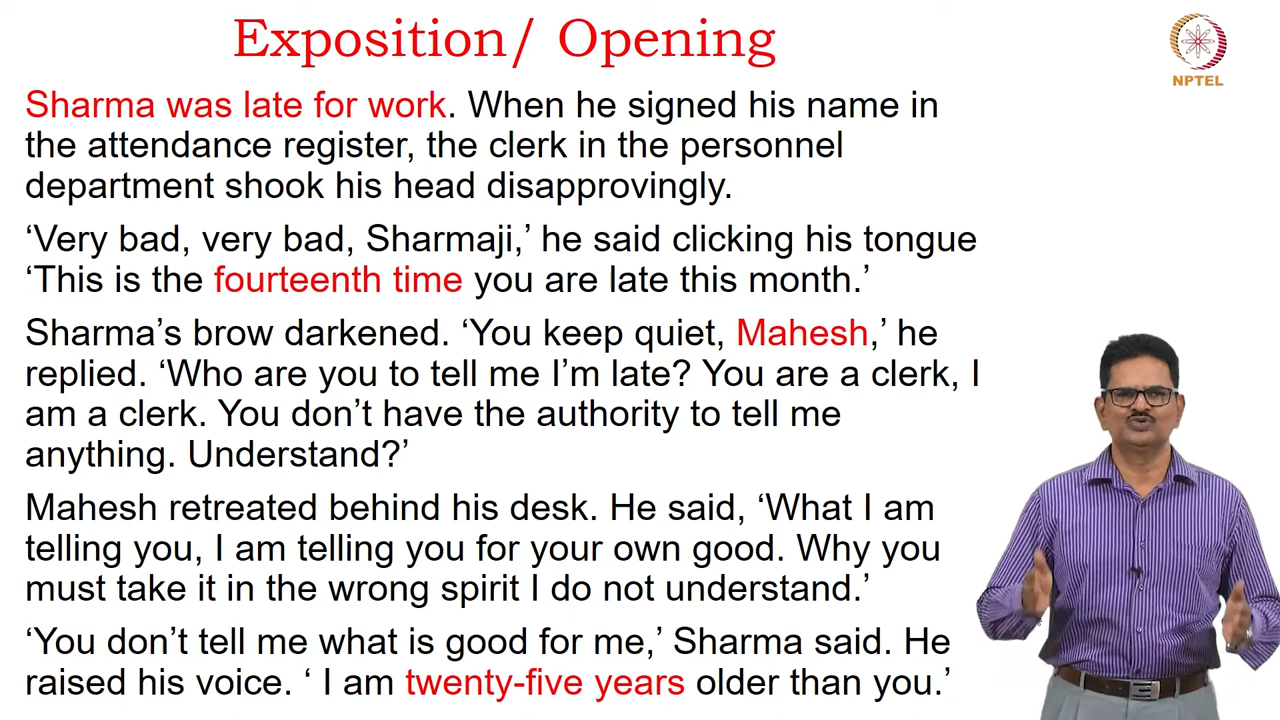 Exposition/ Opening
NPTEL
Sharma was late for work. When he signed his name in
the attendance register, the clerk in the personnel
department shook his head disapprovingly.
‘Very bad, very bad, Sharmaji,’ he said clicking his tongue
‘This is the fourteenth time you are late this month.’
Sharma’s brow darkened. ‘You keep quiet, Mahesh,’ he
replied. ‘Who are you to tell me I’m late? You are a clerk, I
am a clerk. You don’t have the authority to tell me
anything. Understand?’
Mahesh retreated behind his desk. He said, ‘What I am
telling you, I am telling you for your own good. Why you
must take it in the wrong spirit I do not understand.’
‘You don’t tell me what is good for me,’ Sharma said. He
raised his voice. ‘ I am twenty-five years older than you.’